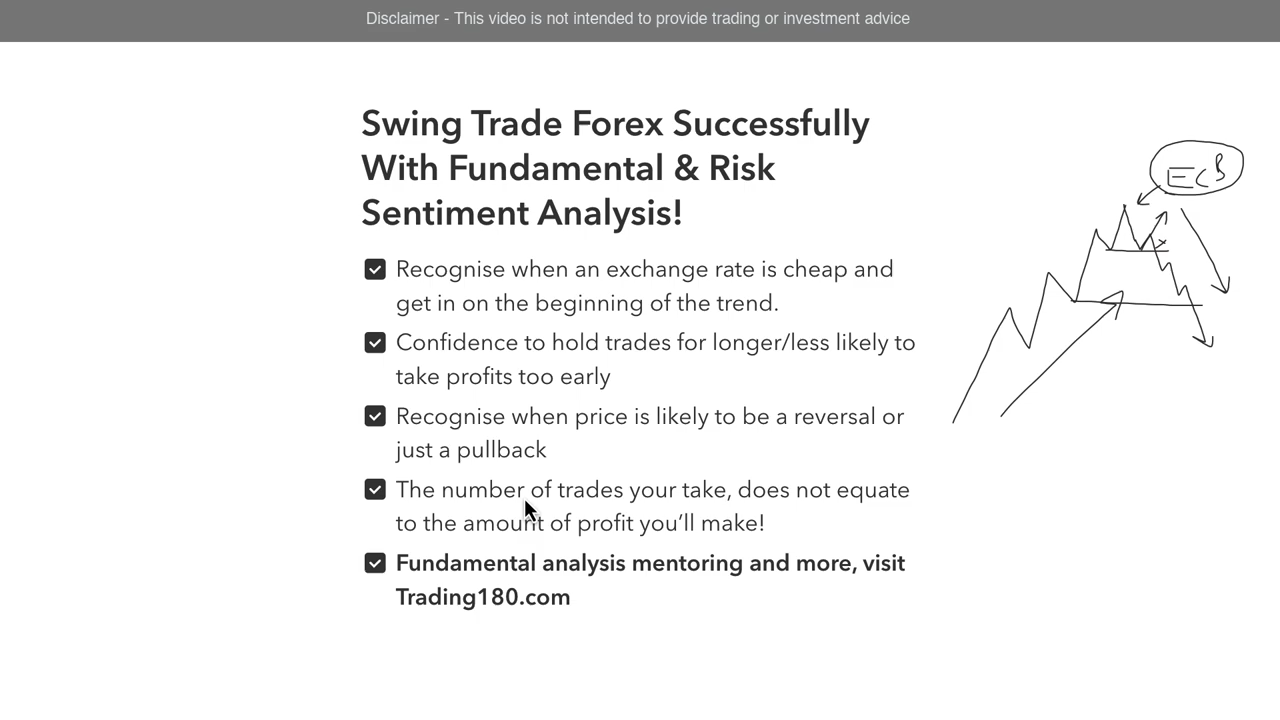 Disclaimer - This video is not intended to provide trading or investment advice
Swing Trade Forex Successfully
With Fundamental & Risk
Sentiment Analysis!
Recognise when an exchange rate is cheap and
get in on the beginning of the trend.
Confidence to hold trades for longer/less likely to
take profits too early
Recognise when price is likely to be a reversal or
just a pullback
The number of trades your take, does not equate
to the amount of profit you’ll make!
Fundamental analysis mentoring and more, visit
Trading180.com
ECB